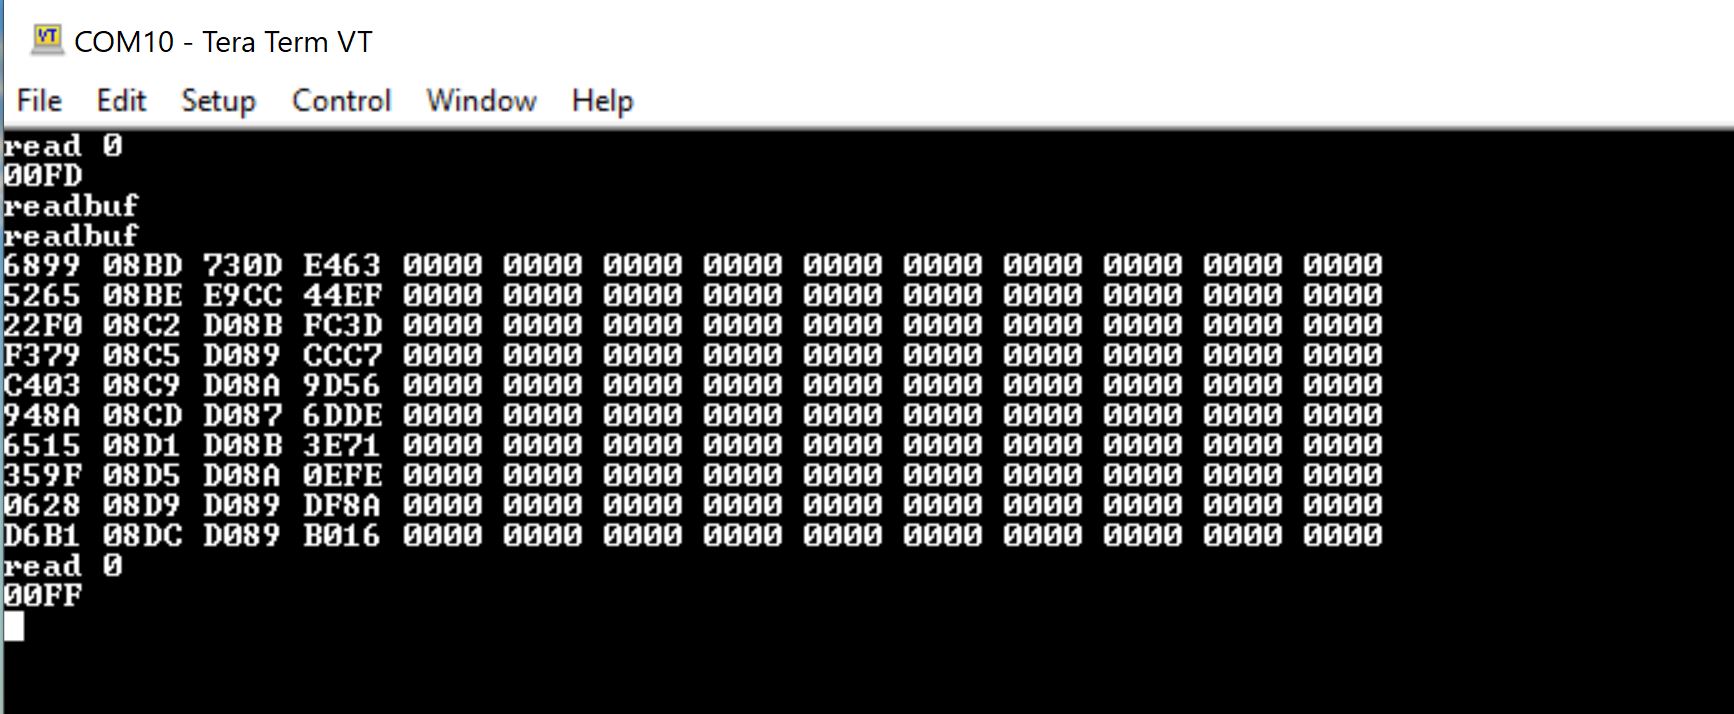 VT COM10 - Tera Term VT
File Edit Setup Control Window Help
read 0
00FD
readbuf
readbuf
6899 08BD 730D E463 0000 0000 0000 0000 0000 0000 0000 0000 0000 0000
5265 08BE E9CC 44EF 0000 0000 0000 0000 0000 0000 0000 0000 0000 0000
22F0 08C2 D08B FC3D 0000 0000 0000 0000 0000 0000 0000 0000 0000 0000
F379 08C5 D089 CCC7 0000 0000 0000 0000 0000 0000 0000 0000 0000 0000
C403 08C9 D08A 9D56 0000 0000 0000 0000 0000 0000 0000 0000 0000 0000
948A 08CD D087 6DDE 0000 0000 0000 0000 0000 0000 0000 0000 0000 0000
6515 08D1 D08B 3E71 0000 0000 0000 0000 0000 0000 0000 0000 0000 0000
359F 08D5 D08A 0EFE 0000 0000 0000 0000 0000 0000 0000 0000 0000 0000
0628 08D9 D089 DF8A 0000 0000 0000 0000 0000 0000 0000 0000 0000 0000
D6B1 08DC D089 B016 0000 0000 0000 0000 0000 0000 0000 0000 0000 0000
read 0
00FF